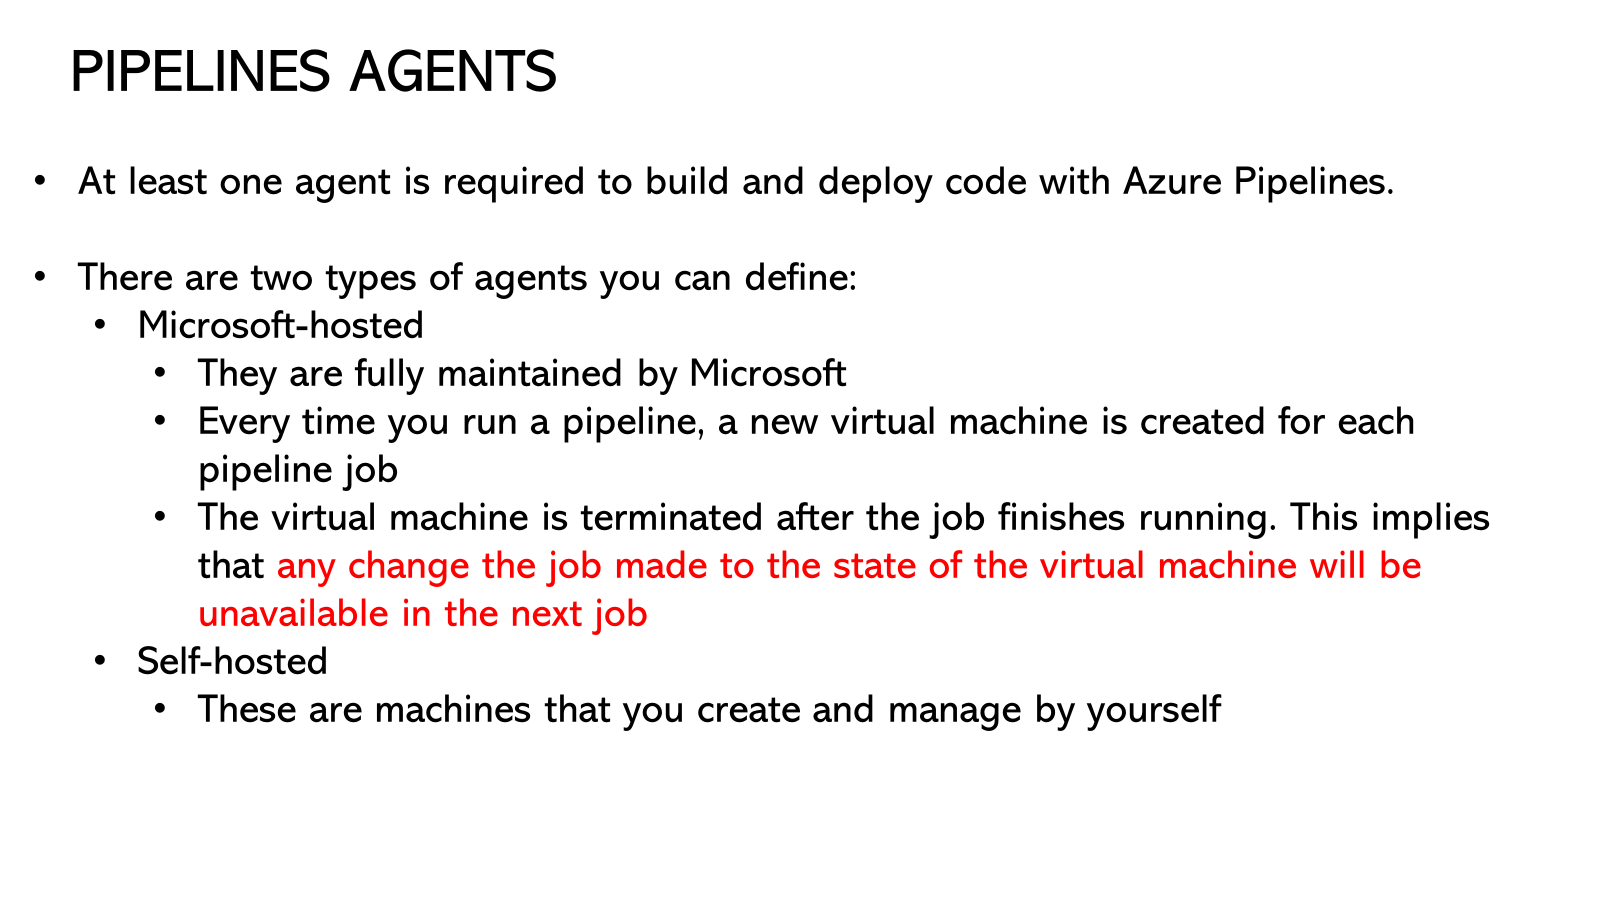 PIPELINES AGENTS
• At least one agent is required to build and deploy code with Azure Pipelines.
• There are two types of agents you can define:
• Microsoft-hosted
• They are fully maintained by Microsoft
• Every time you run a pipeline, a new virtual machine is created for each
pipeline job
• The virtual machine is terminated after the job finishes running. This implies
that any change the job made to the state of the virtual machine will be
unavailable in the next job
• Self-hosted
• These are machines that you create and manage by yourself